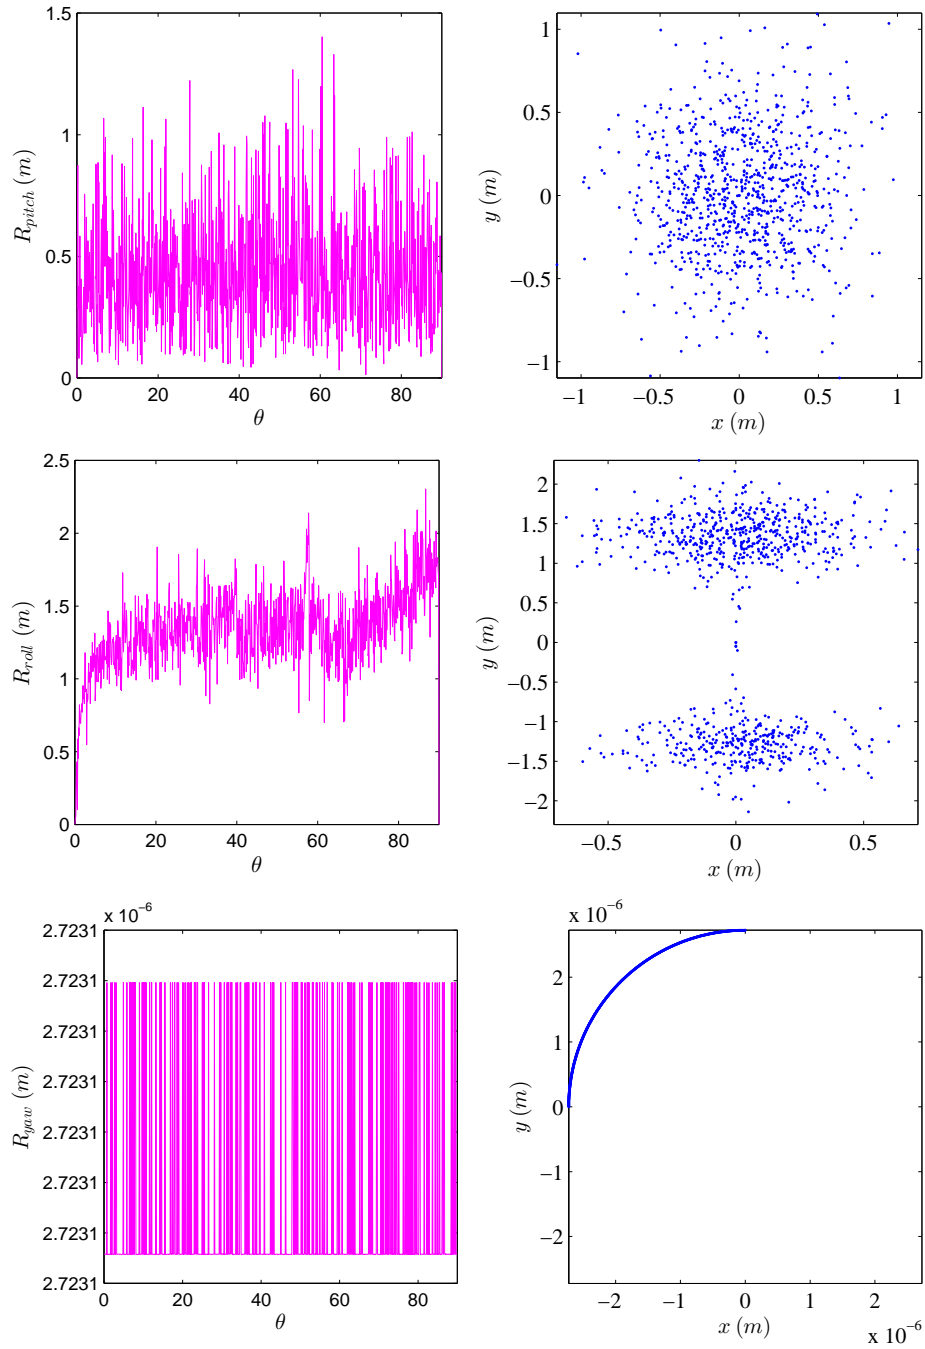 1.5
1
0.5
0
R_pitch (m)
0 20 40 60 80
θ
1
0.5
0
−0.5
−1
y (m)
−1 −0.5 0 0.5 1
x (m)
2.5
2
1.5
1
0.5
0
R_roll (m)
0 20 40 60 80
θ
2
1.5
1
0.5
0
−0.5
−1
−1.5
−2
y (m)
−0.5 0 0.5
x (m)
x 10⁻⁶
2.7231
2.7231
2.7231
2.7231
2.7231
2.7231
2.7231
2.7231
R_yaw (m)
0 20 40 60 80
θ
x 10⁻⁶
2
1
0
−1
−2
y (m)
−2 −1 0 1 2
x (m)
x 10⁻⁶